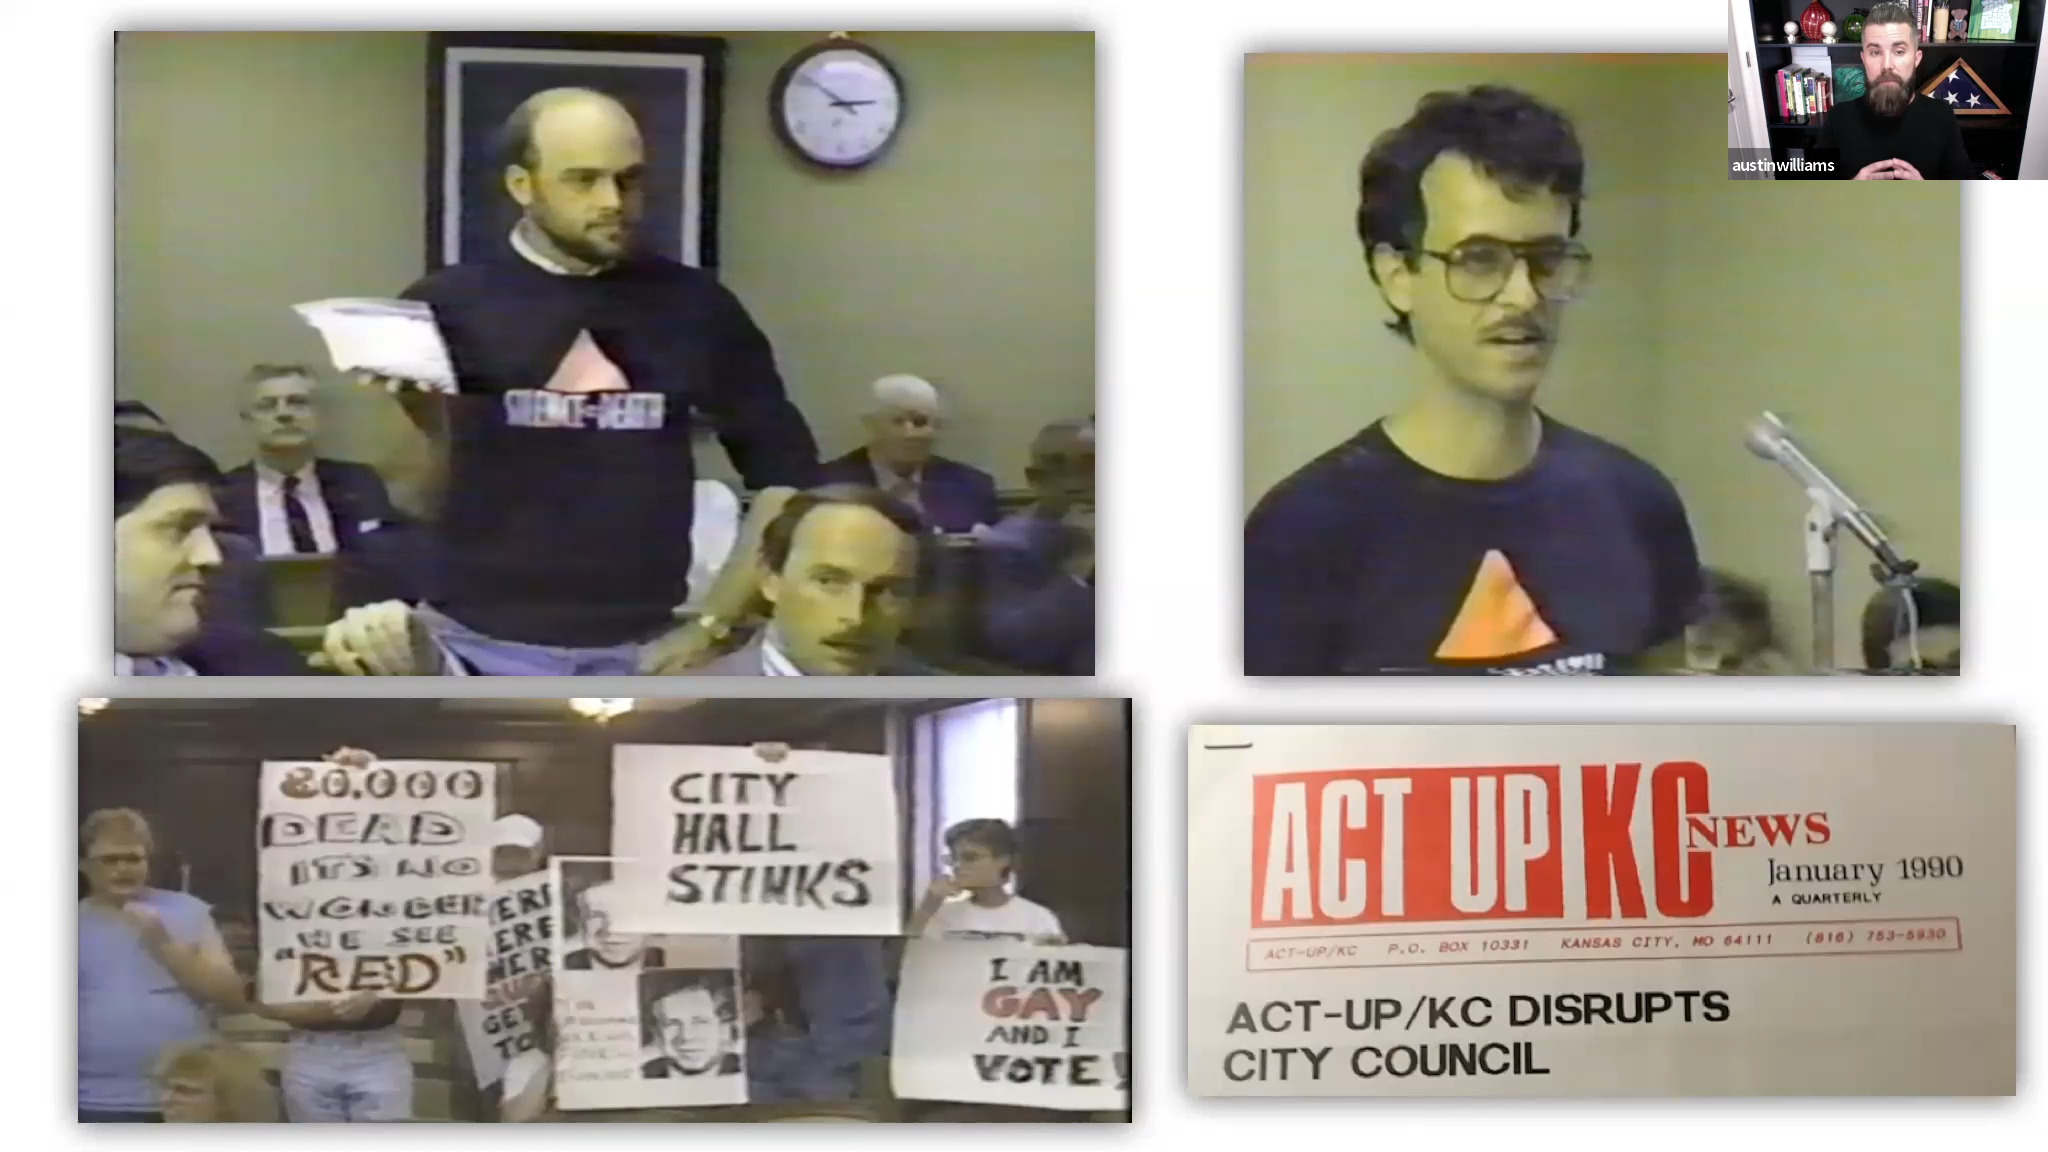 austinwilliams
SILENCE=DEATH
80,000
DEAD
IT'S NO
WONDER
WE SEE
"RED"
GET
TO
CITY
HALL
STINKS
I AM
GAY
AND I
VOTE!
ACT UP KC NEWS
January 1990
A QUARTERLY
ACT-UP/KC P.O. BOX 10331 KANSAS CITY, MO 64111 (816) 753-5930
ACT-UP/KC DISRUPTS
CITY COUNCIL